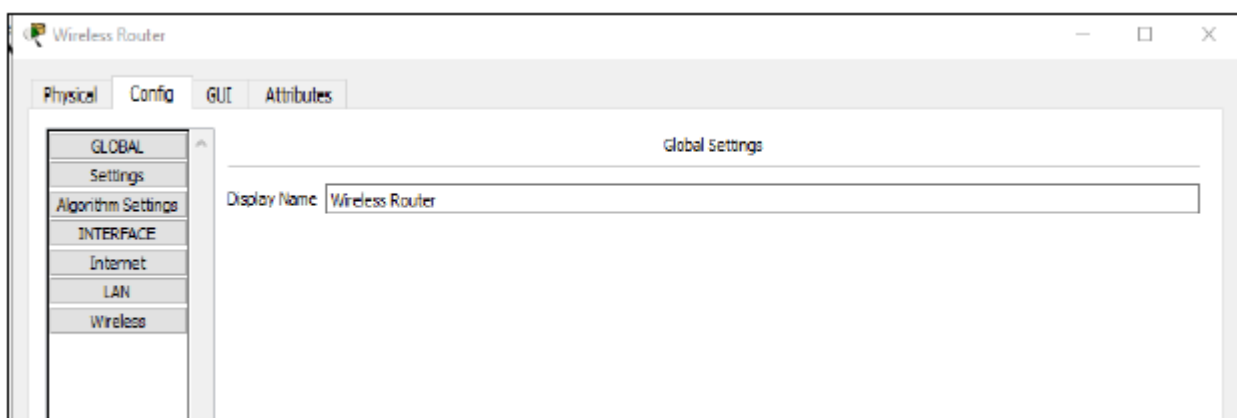 Wireless Router
Physical Config GUI Attributes
GLOBAL
Settings
Algorithm Settings
INTERFACE
Internet
LAN
Wireless
Global Settings
Display Name Wireless Router